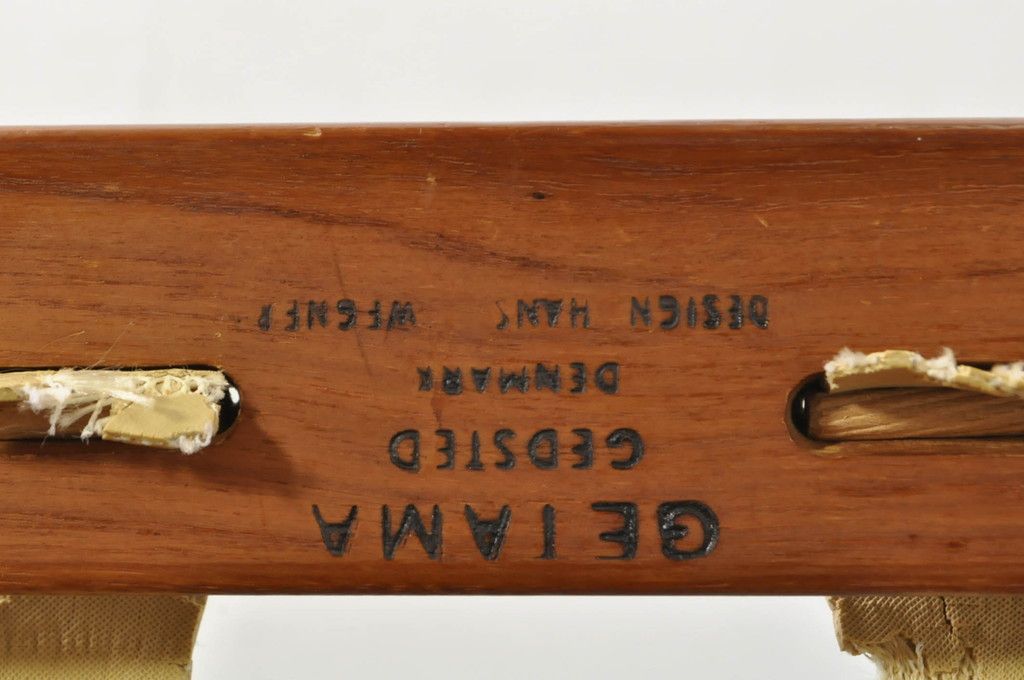 GETAMA
GEDSTED
DENMARK
DESIGN HANS WEGNER